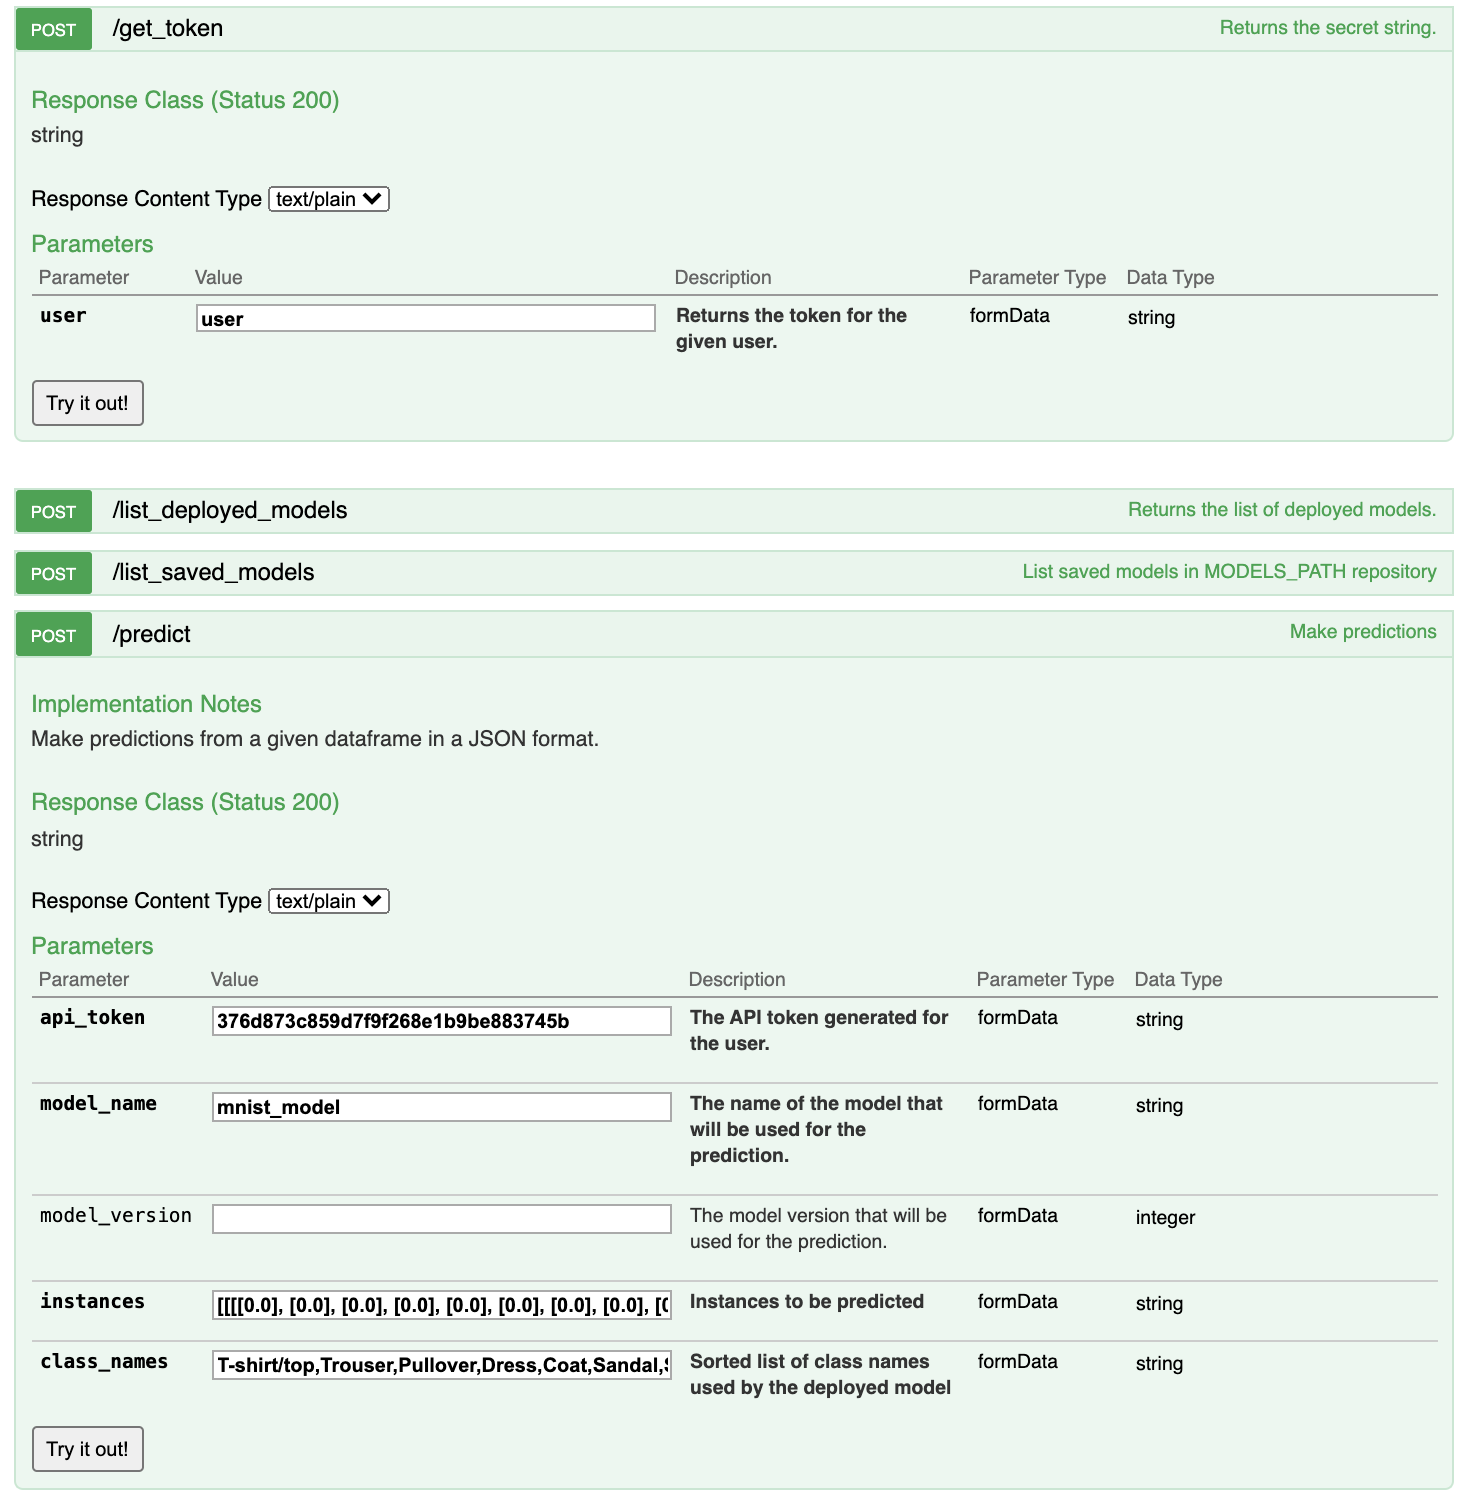 POST /get_token Returns the secret string.
Response Class (Status 200)
string
Response Content Type text/plain
Parameters
Parameter Value Description Parameter Type Data Type
user user Returns the token for the formData string
given user.
Try it out!
POST /list_deployed_models Returns the list of deployed models.
POST /list_saved_models List saved models in MODELS_PATH repository
POST /predict Make predictions
Implementation Notes
Make predictions from a given dataframe in a JSON format.
Response Class (Status 200)
string
Response Content Type text/plain
Parameters
Parameter Value Description Parameter Type Data Type
api_token 376d873c859d7f9f268e1b9be883745b The API token generated for formData string
the user.
model_name mnist_model The name of the model that formData string
will be used for the
prediction.
model_version The model version that will be formData integer
used for the prediction.
instances [[[[0.0], [0.0], [0.0], [0.0], [0.0], [0.0], [0.0], [0.0], [0 Instances to be predicted formData string
class_names T-shirt/top,Trouser,Pullover,Dress,Coat,Sandal,S Sorted list of class names formData string
used by the deployed model
Try it out!